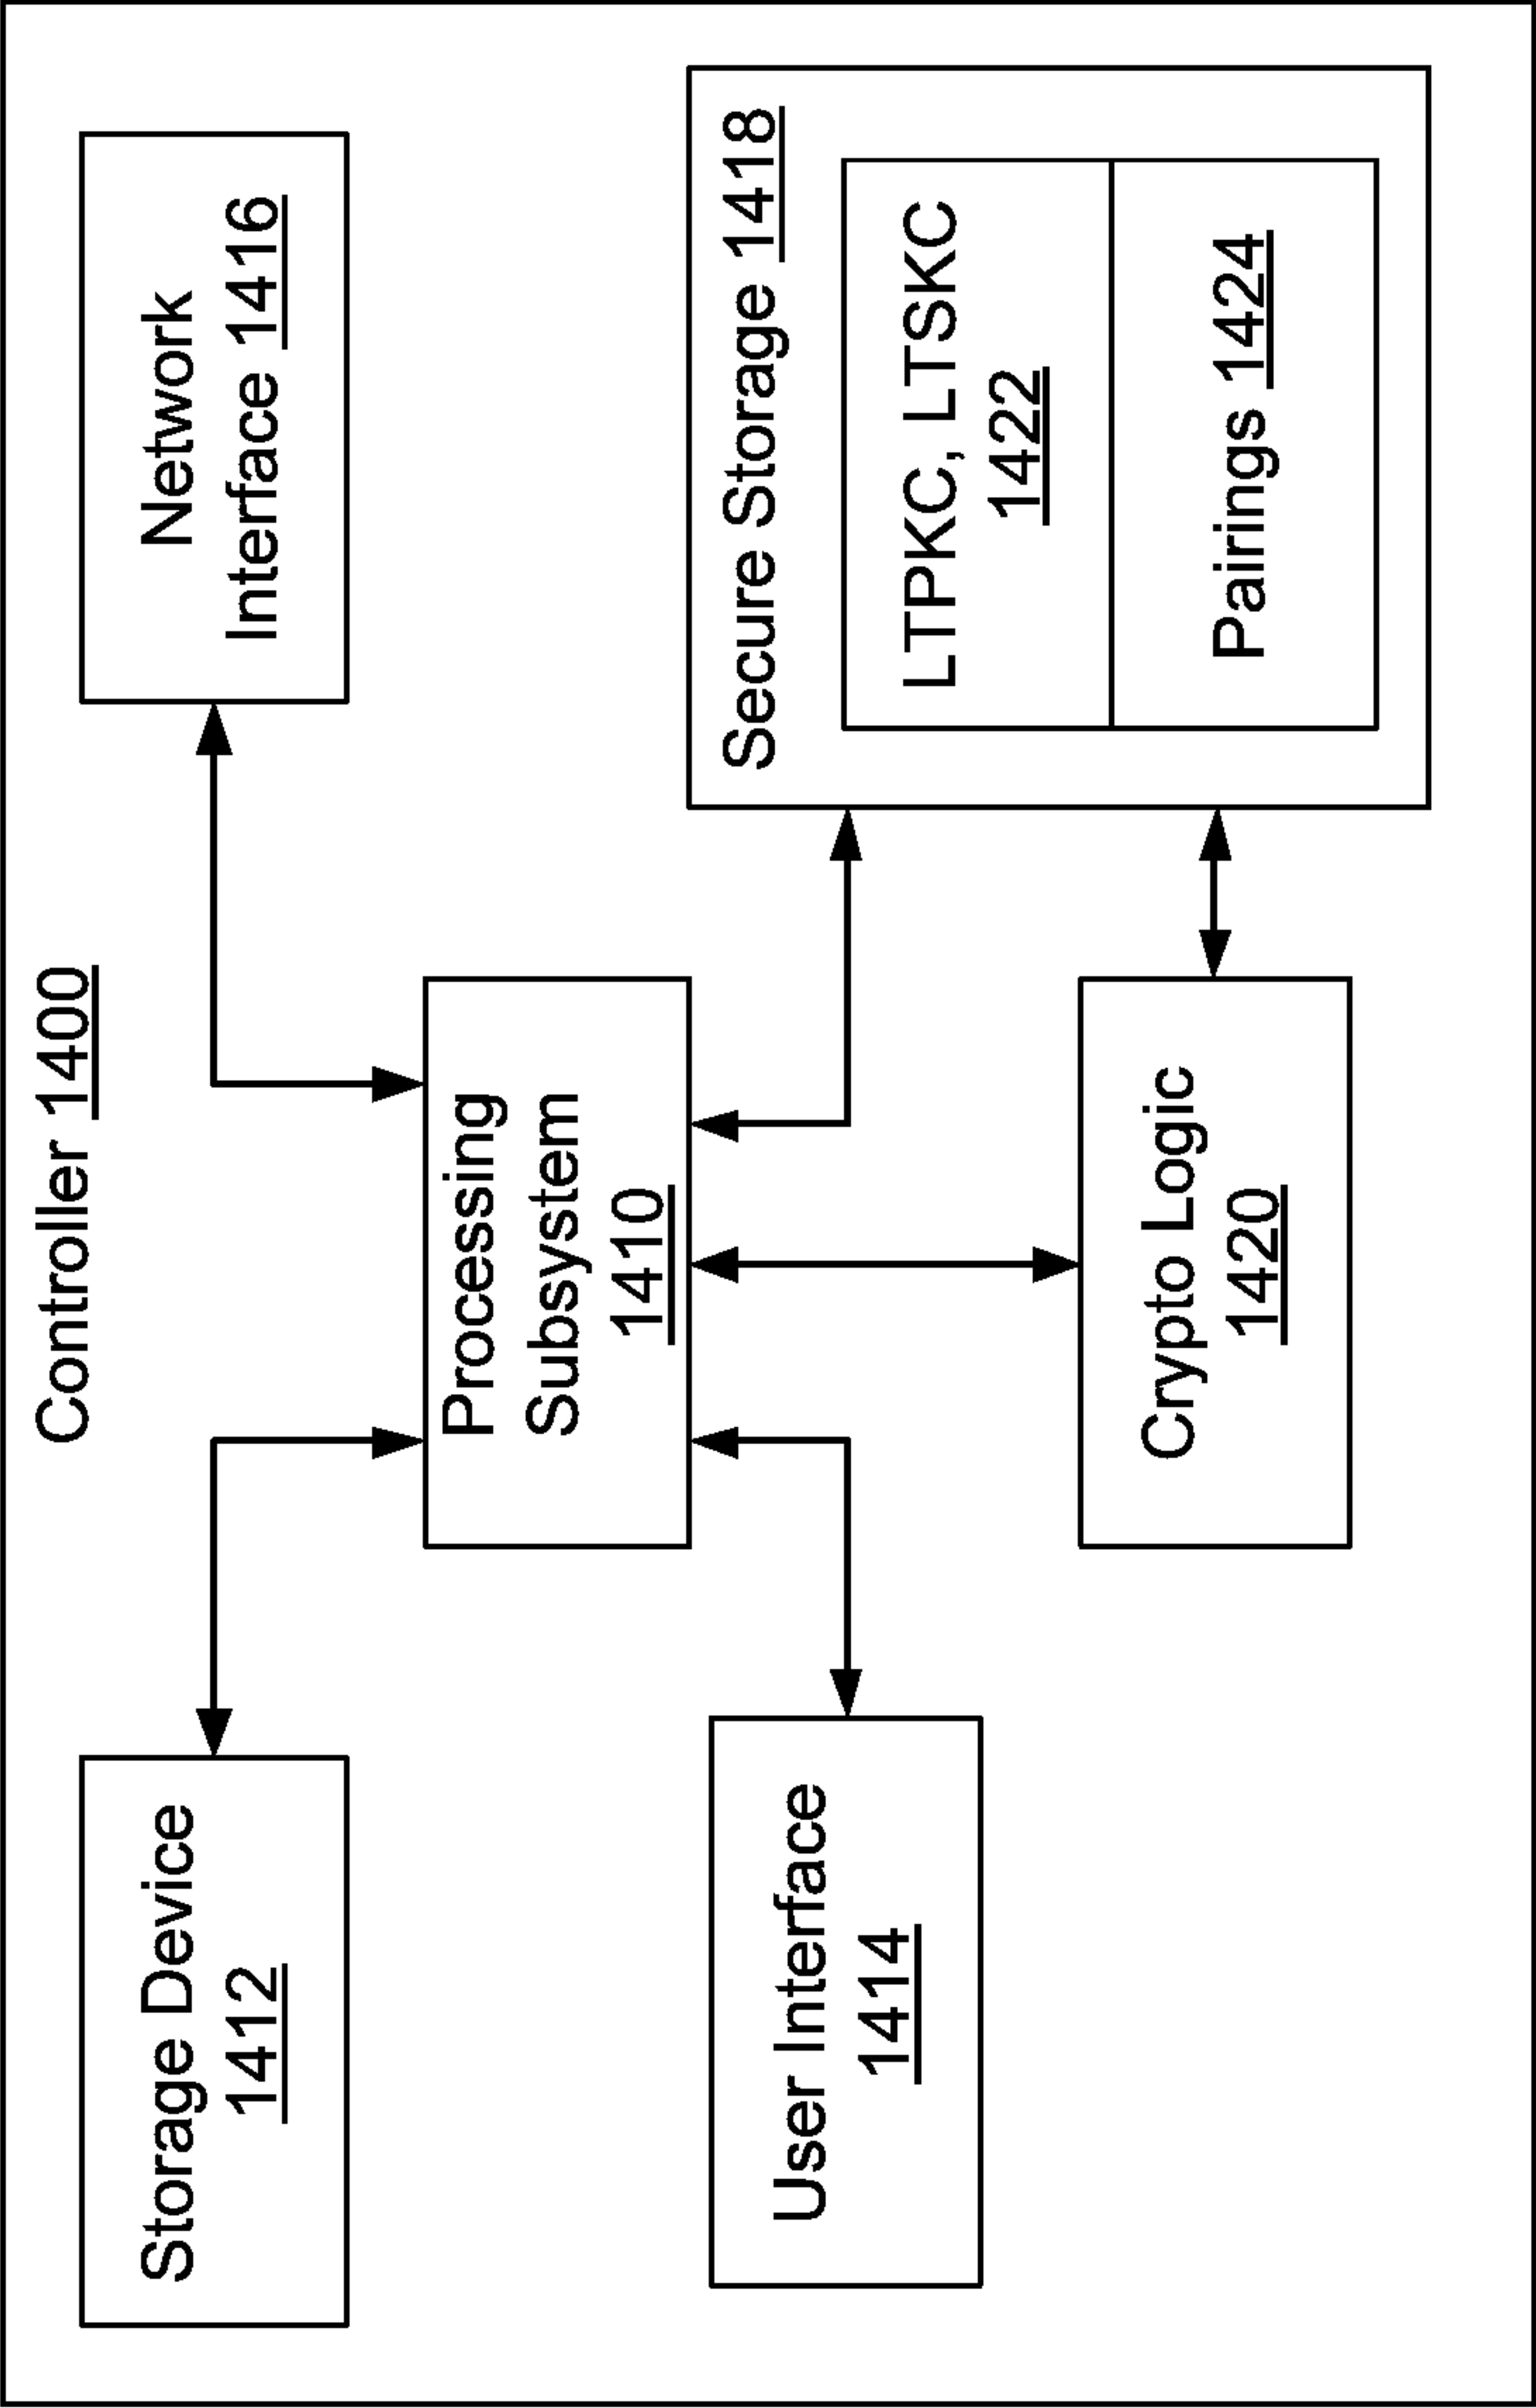 Controller 1400
Storage Device
1412
Network
Interface 1416
Processing
Subsystem
1410
User Interface
1414
Secure Storage 1418
LTPKC, LTSKC
1422
Pairings 1424
Crypto Logic
1420